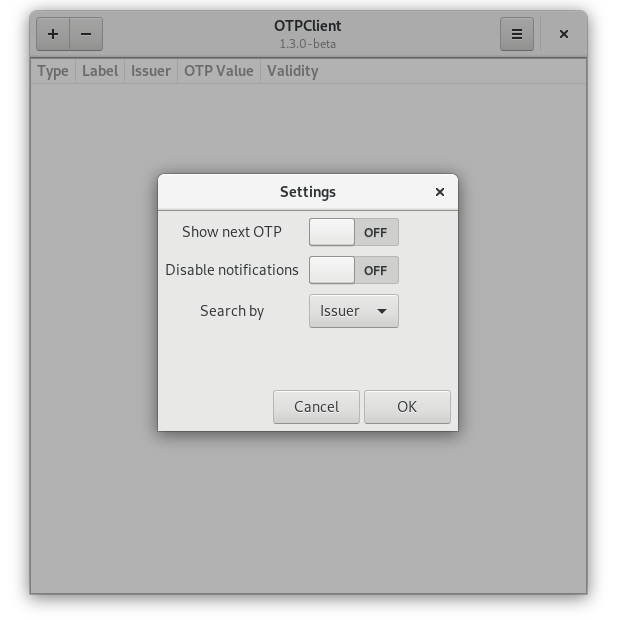 OTPClient
1.3.0-beta
Type Label Issuer OTP Value Validity
Settings
Show next OTP OFF
Disable notifications OFF
Search by Issuer
Cancel OK